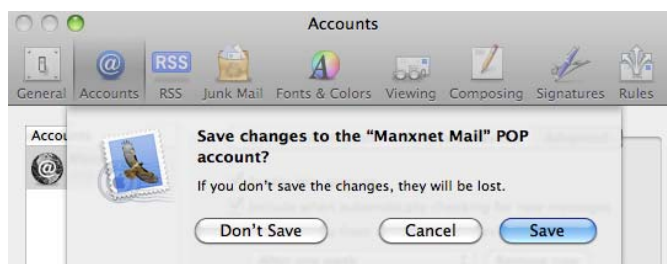 Accounts
General Accounts RSS Junk Mail Fonts & Colors Viewing Composing Signatures Rules
RSS
Save changes to the “Manxnet Mail” POP
account?
If you don’t save the changes, they will be lost.
Don’t Save Cancel Save